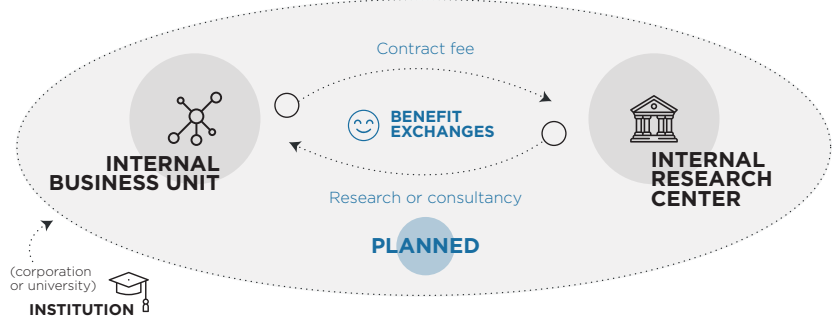 Contract fee
BENEFIT
EXCHANGES
INTERNAL
BUSINESS UNIT
INTERNAL
RESEARCH
CENTER
Research or consultancy
PLANNED
(corporation
or university)
INSTITUTION